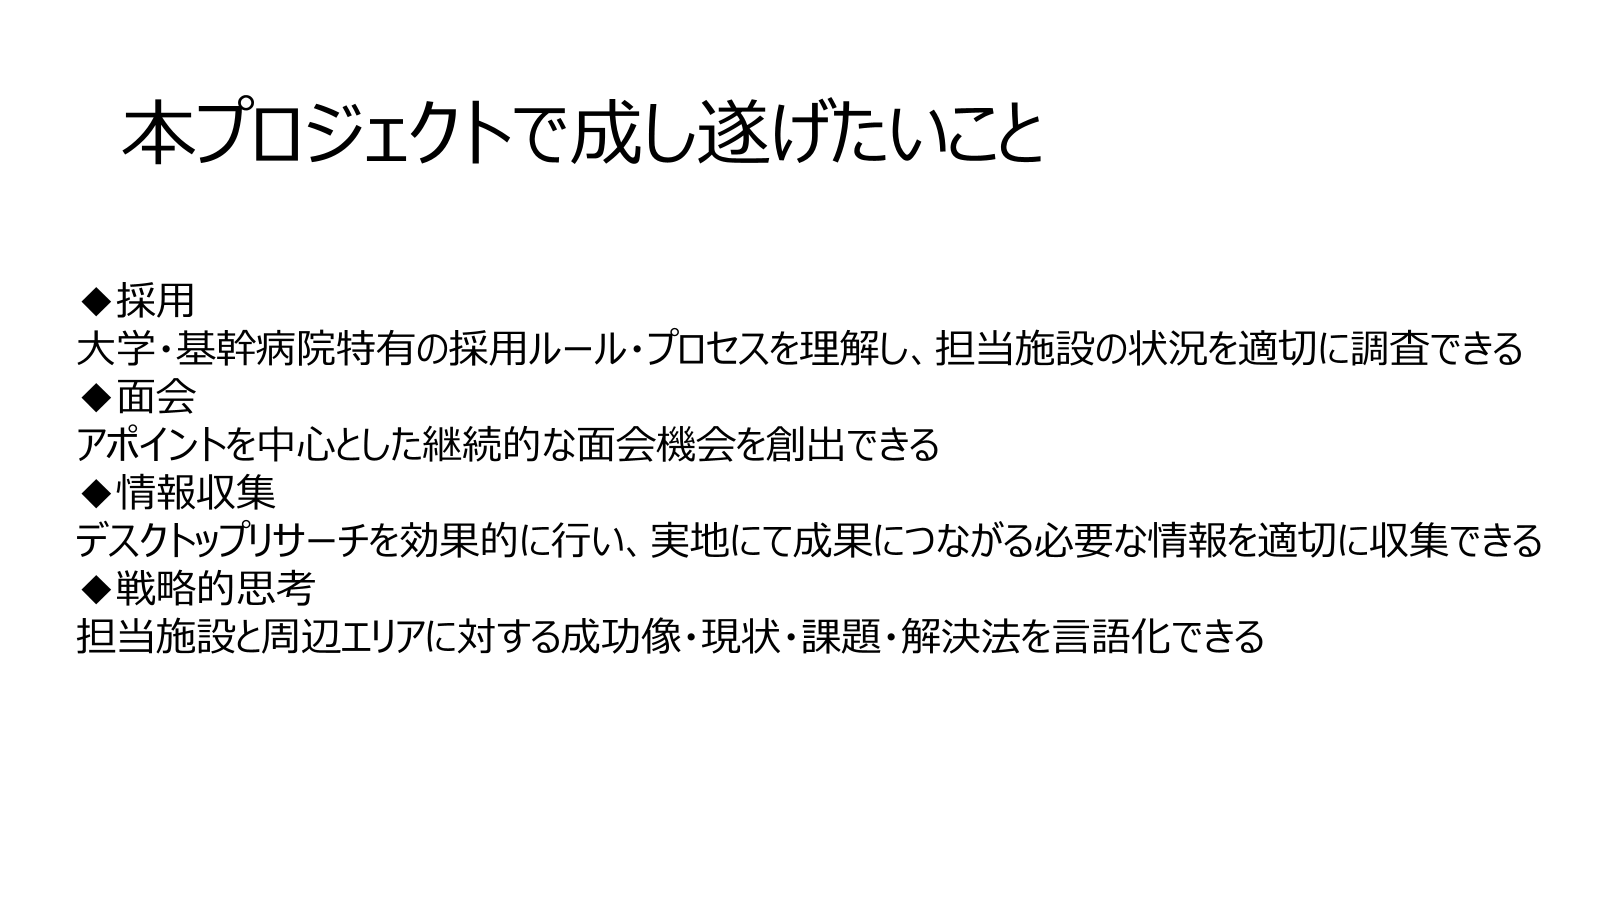 本プロジェクトで成し遂げたいこと
◆採用
大学・基幹病院特有の採用ルール・プロセスを理解し、担当施設の状況を適切に調査できる
◆面会
アポイントを中心とした継続的な面会機会を創出できる
◆情報収集
デスクトップリサーチを効果的に行い、実地にて成果につながる必要な情報を適切に収集できる
◆戦略的思考
担当施設と周辺エリアに対する成功像・現状・課題・解決法を言語化できる